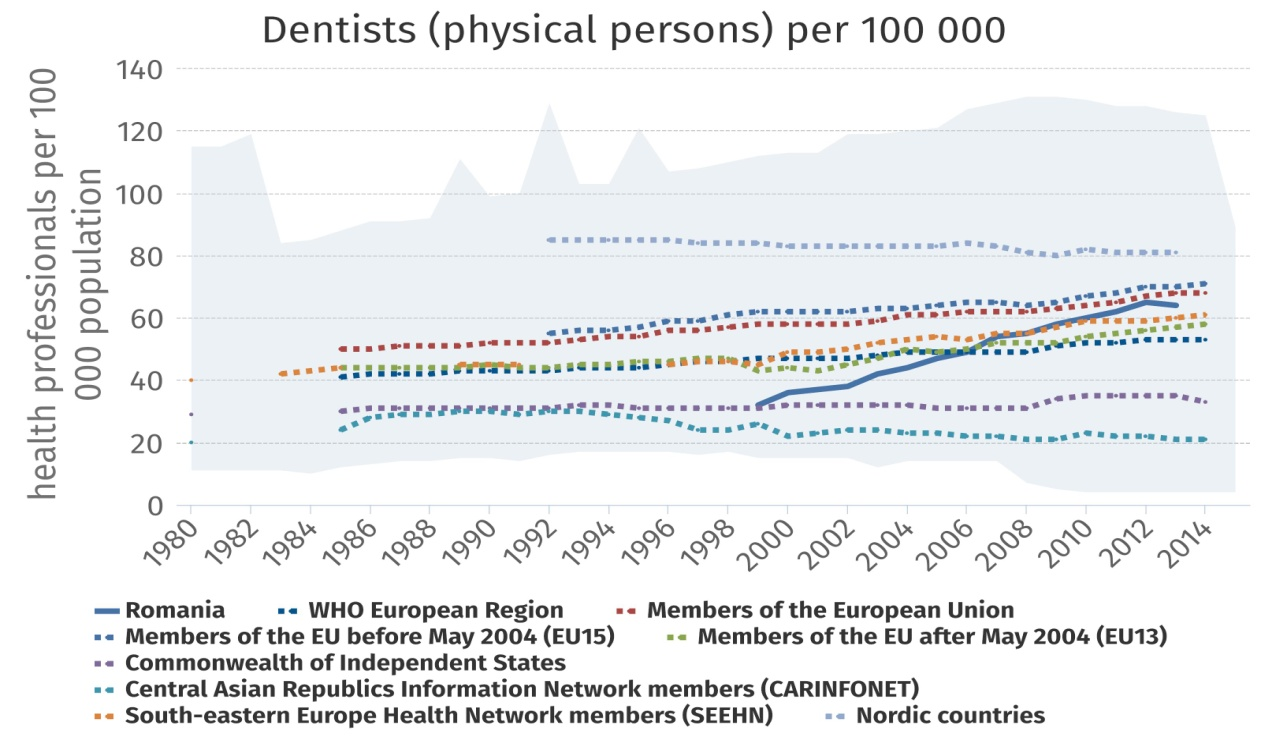 Dentists (physical persons) per 100 000
health professionals per 100
000 population
140
120
100
80
60
40
20
0
1980
1982
1984
1986
1988
1990
1992
1994
1996
1998
2000
2002
2004
2006
2008
2010
2012
2014
Romania
WHO European Region
Members of the European Union
Members of the EU before May 2004 (EU15)
Members of the EU after May 2004 (EU13)
Commonwealth of Independent States
Central Asian Republics Information Network members (CARINFONET)
South-eastern Europe Health Network members (SEEHN)
Nordic countries